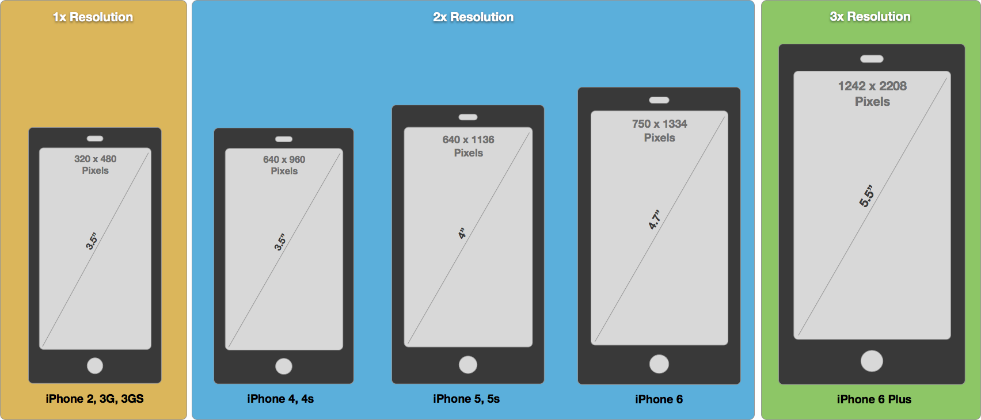 1x Resolution
2x Resolution
3x Resolution
320 x 480
Pixels
3.5"
iPhone 2, 3G, 3GS
640 x 960
Pixels
3.5"
iPhone 4, 4s
640 x 1136
Pixels
4"
iPhone 5, 5s
750 x 1334
Pixels
4.7"
iPhone 6
1242 x 2208
Pixels
5.5"
iPhone 6 Plus